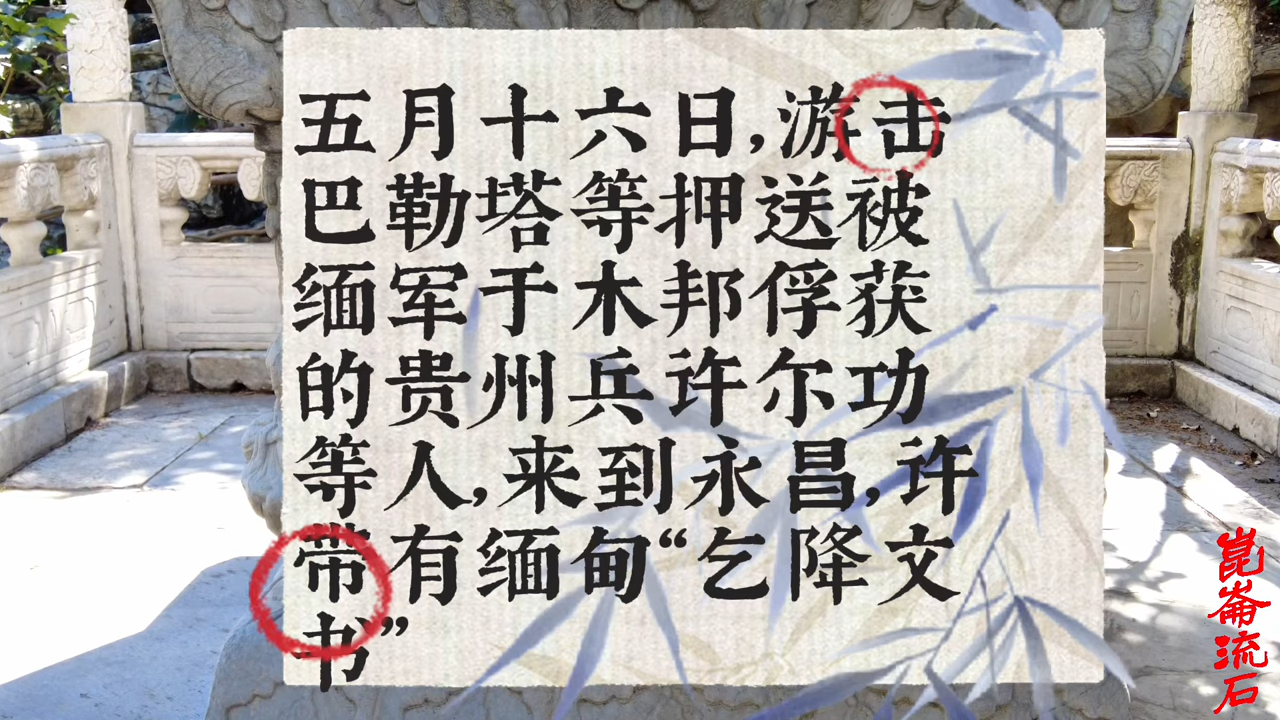 五月十六日,游击
巴勒塔等押送被
缅军于木邦俘获
的贵州兵许尔功
等人,来到永昌,许
带有缅甸“乞降文
书”
崑崙流石